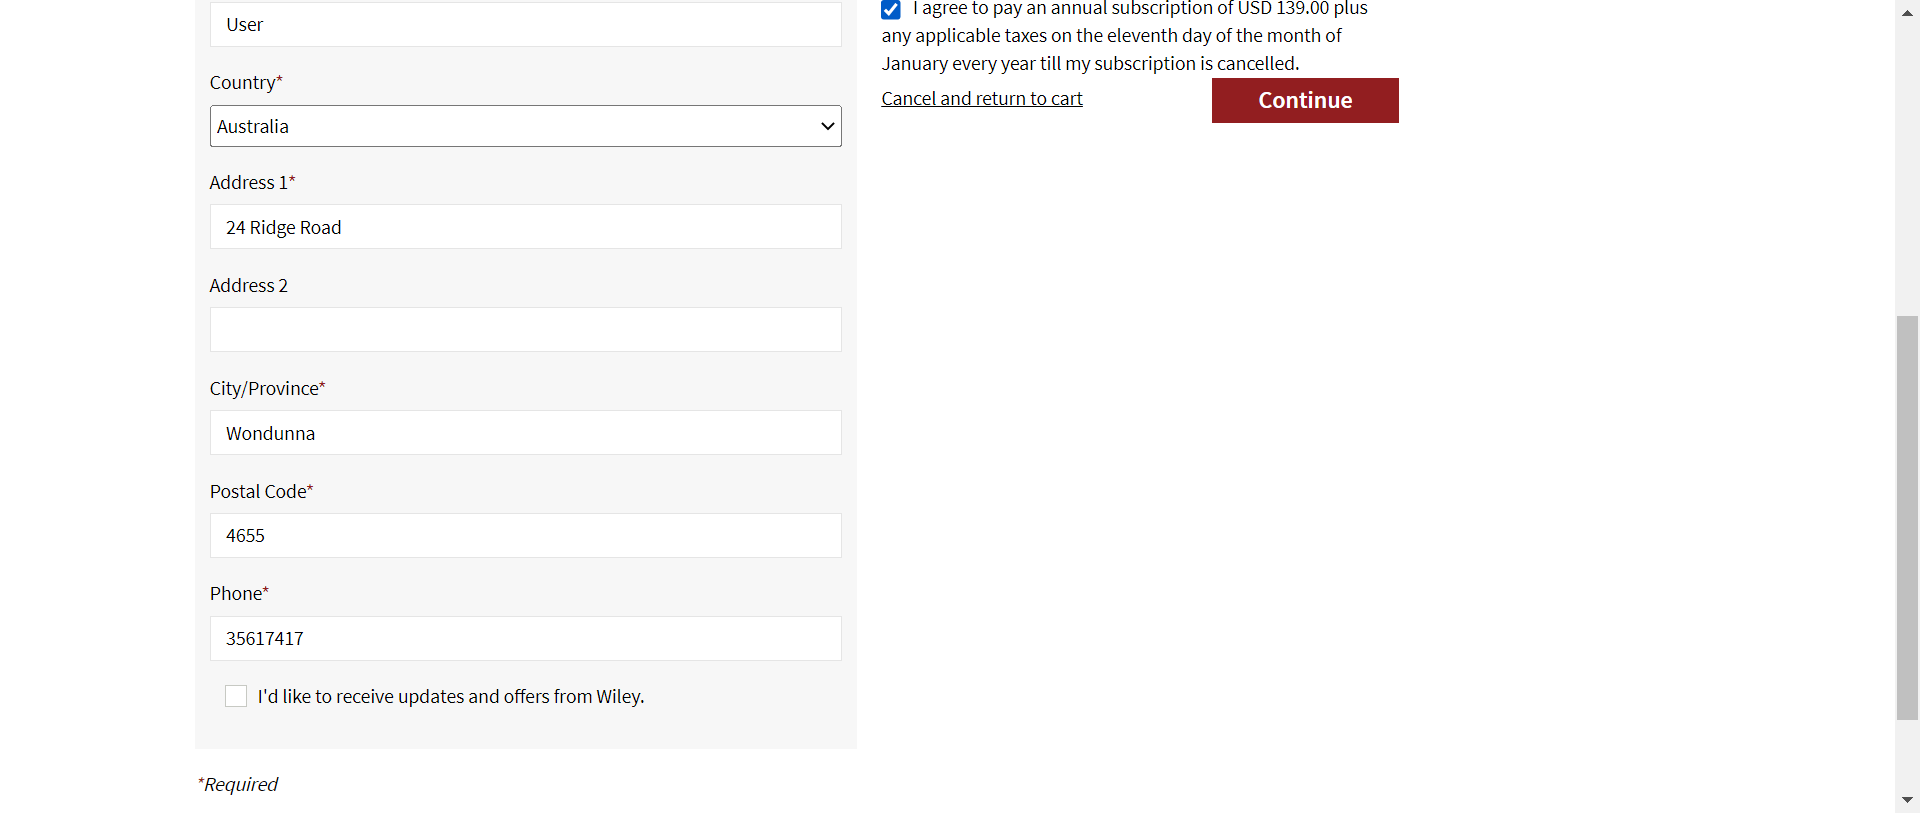 User
Country*
Australia
Address 1*
24 Ridge Road
Address 2
City/Province*
Wondunna
Postal Code*
4655
Phone*
35617417
I'd like to receive updates and offers from Wiley.
*Required
I agree to pay an annual subscription of USD 139.00 plus
any applicable taxes on the eleventh day of the month of
January every year till my subscription is cancelled.
Cancel and return to cart
Continue